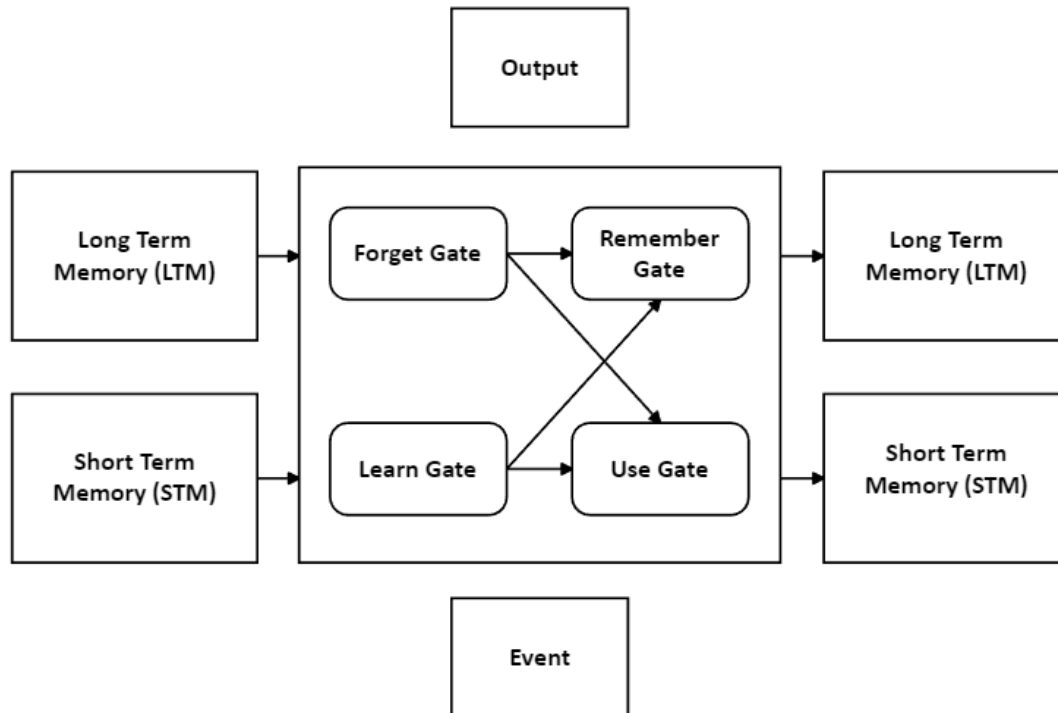 Output
Long Term
Memory (LTM)
Forget Gate
Remember
Gate
Long Term
Memory (LTM)
Short Term
Memory (STM)
Learn Gate
Use Gate
Short Term
Memory (STM)
Event